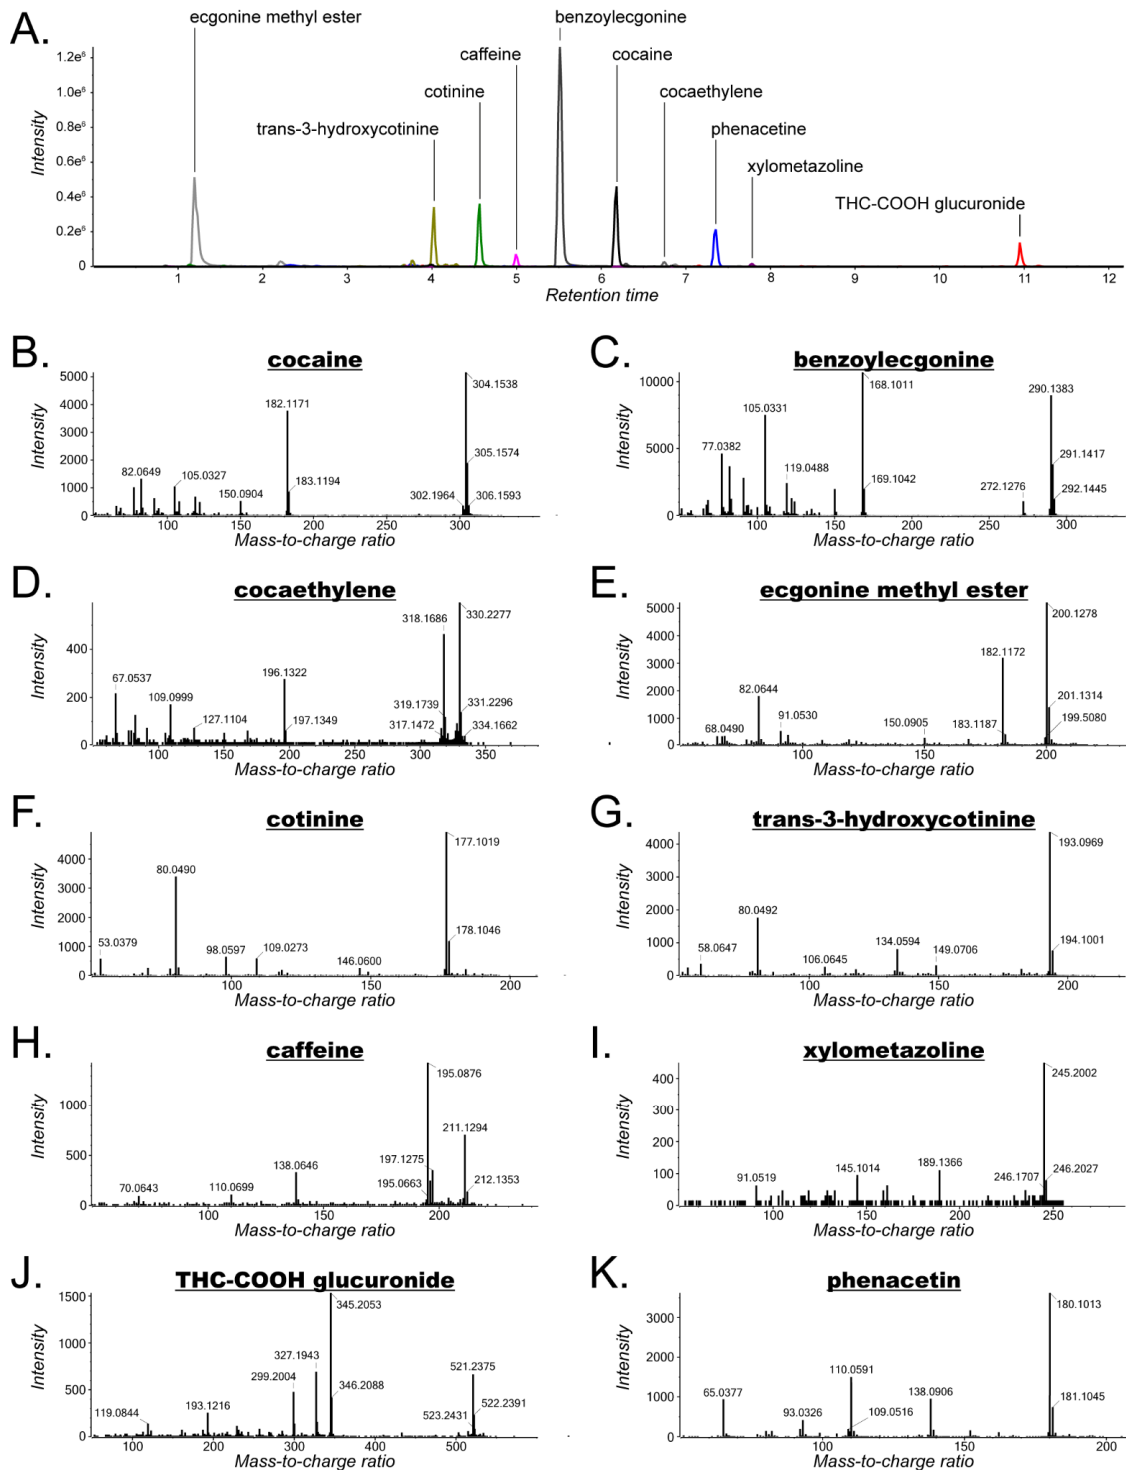 A.
ecgonine methyl ester
benzoylecgonine
caffeine
cocaine
cotinine
cocaethylene
trans-3-hydroxycotinine
phenacetine
xylometazoline
THC-COOH glucuronide
Intensity
1.2e⁶
1.0e⁶
0.8e⁶
0.6e⁶
0.4e⁶
0.2e⁶
0
1 2 3 4 5 6 7 8 9 10 11 12
Retention time
B.
cocaine
Intensity
5000
4000
3000
2000
1000
0
304.1538
182.1171
305.1574
82.0649
105.0327
183.1194
150.0904
302.1964
306.1593
100 150 200 250 300
Mass-to-charge ratio
C.
benzoylecgonine
Intensity
10000
5000
0
168.1011
290.1383
105.0331
77.0382
291.1417
119.0488
169.1042
272.1276
292.1445
100 150 200 250 300
Mass-to-charge ratio
D.
cocaethylene
Intensity
400
200
0
330.2277
318.1686
196.1322
67.0537
109.0999
319.1739
331.2296
127.1104
197.1349
317.1472
334.1662
100 150 200 250 300 350
Mass-to-charge ratio
E.
ecgonine methyl ester
Intensity
5000
4000
3000
2000
1000
0
200.1278
182.1172
82.0644
201.1314
91.0530
68.0490
150.0905
183.1187
199.5080
100 150 200
Mass-to-charge ratio
F.
cotinine
Intensity
4000
3000
2000
1000
0
177.1019
80.0490
178.1046
53.0379
98.0597
109.0273
146.0600
100 150 200
Mass-to-charge ratio
G.
trans-3-hydroxycotinine
Intensity
4000
3000
2000
1000
0
193.0969
80.0492
134.0594
58.0647
149.0706
194.1001
106.0645
100 150 200
Mass-to-charge ratio
H.
caffeine
Intensity
1000
500
0
195.0876
211.1294
197.1275
138.0646
195.0663
212.1353
70.0643
110.0699
100 150 200
Mass-to-charge ratio
I.
xylometazoline
Intensity
400
300
200
100
0
245.2002
189.1366
145.1014
91.0519
246.1707
246.2027
100 150 200 250
Mass-to-charge ratio
J.
THC-COOH glucuronide
Intensity
1500
1000
500
0
345.2053
327.1943
521.2375
299.2004
346.2088
193.1216
119.0844
523.2431
522.2391
100 200 300 400 500
Mass-to-charge ratio
K.
phenacetin
Intensity
3000
2000
1000
0
180.1013
110.0591
65.0377
138.0906
93.0326
109.0516
181.1045
100 150 200
Mass-to-charge ratio